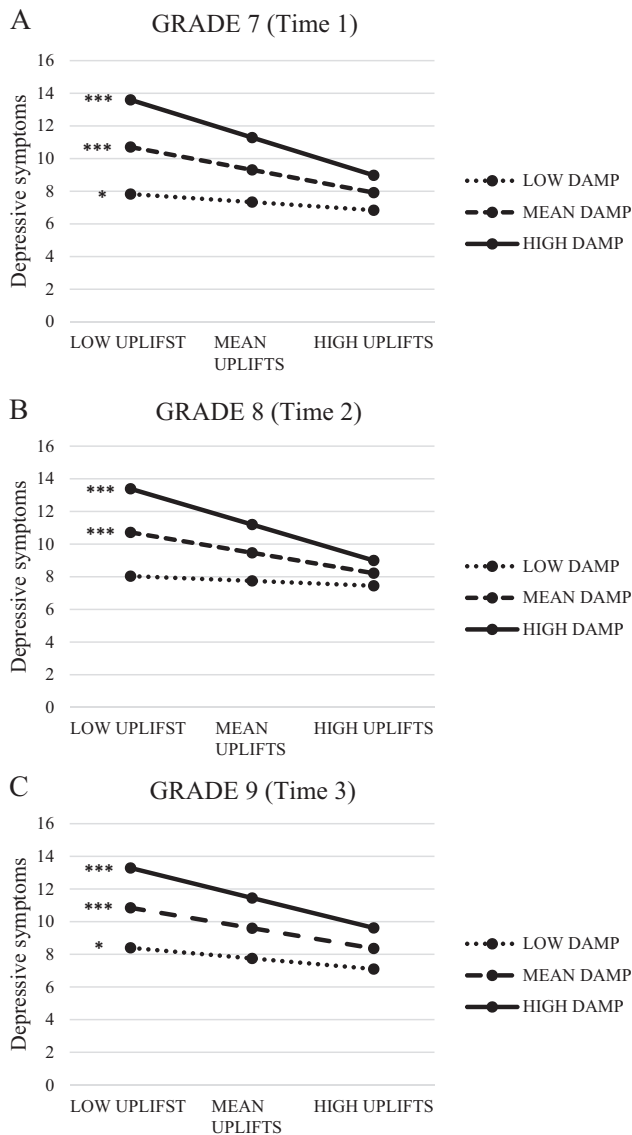 A
GRADE 7 (Time 1)
Depressive symptoms
16
14
12
10
8
6
4
2
0
***
***
*
LOW UPLIFST
MEAN
UPLIFTS
HIGH UPLIFTS
LOW DAMP
MEAN DAMP
HIGH DAMP
B
GRADE 8 (Time 2)
Depressive symptoms
16
14
12
10
8
6
4
2
0
***
***
LOW UPLIFST
MEAN
UPLIFTS
HIGH UPLIFTS
LOW DAMP
MEAN DAMP
HIGH DAMP
C
GRADE 9 (Time 3)
Depressive symptoms
16
14
12
10
8
6
4
2
0
***
***
*
LOW UPLIFST
MEAN
UPLIFTS
HIGH UPLIFTS
LOW DAMP
MEAN DAMP
HIGH DAMP